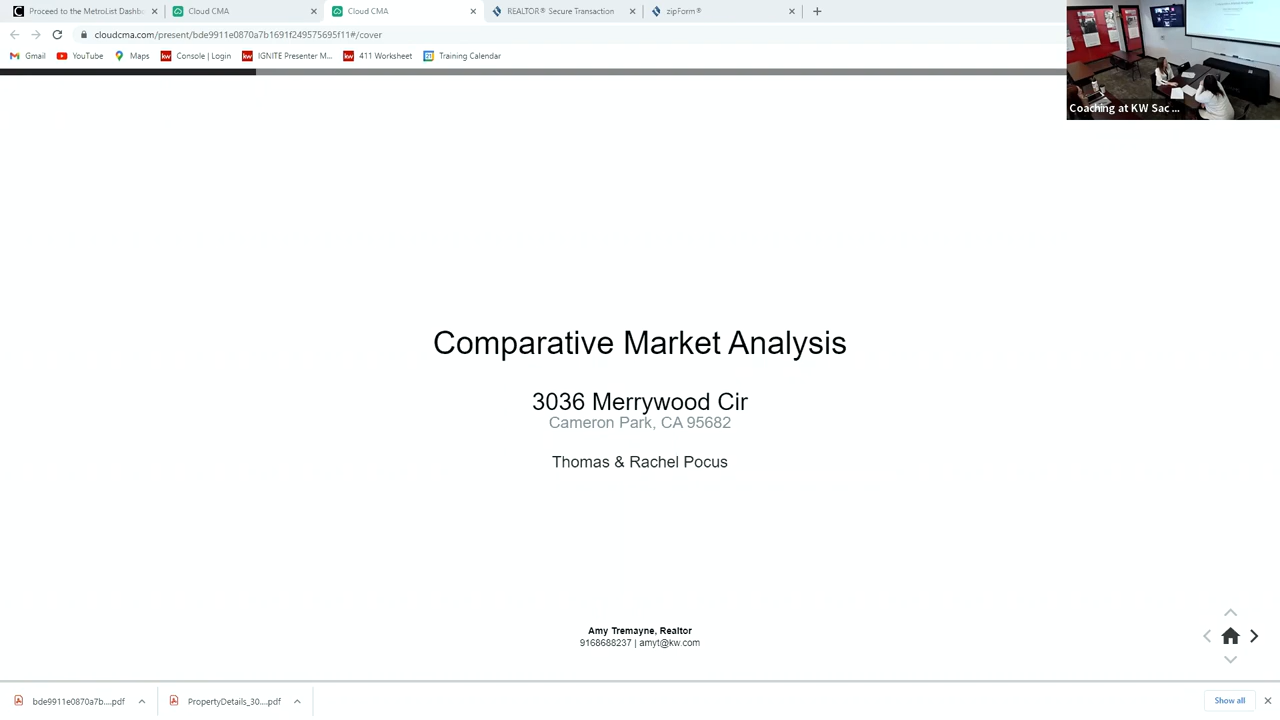 Proceed to the MetroList Dashb
Cloud CMA
Cloud CMA
REALTOR® Secure Transaction
zipForm®
cloudcma.com/present/bde9911e0870a7b1691f249575695f11#/cover
Gmail
YouTube
Maps
Console | Login
IGNITE Presenter M...
411 Worksheet
Training Calendar
Coaching at KW Sac ...
Comparative Market Analysis
3036 Merrywood Cir
Cameron Park, CA 95682
Thomas & Rachel Pocus
Amy Tremayne, Realtor
9168688237 | amyt@kw.com
bde9911e0870a7b....pdf
PropertyDetails_30....pdf
Show all